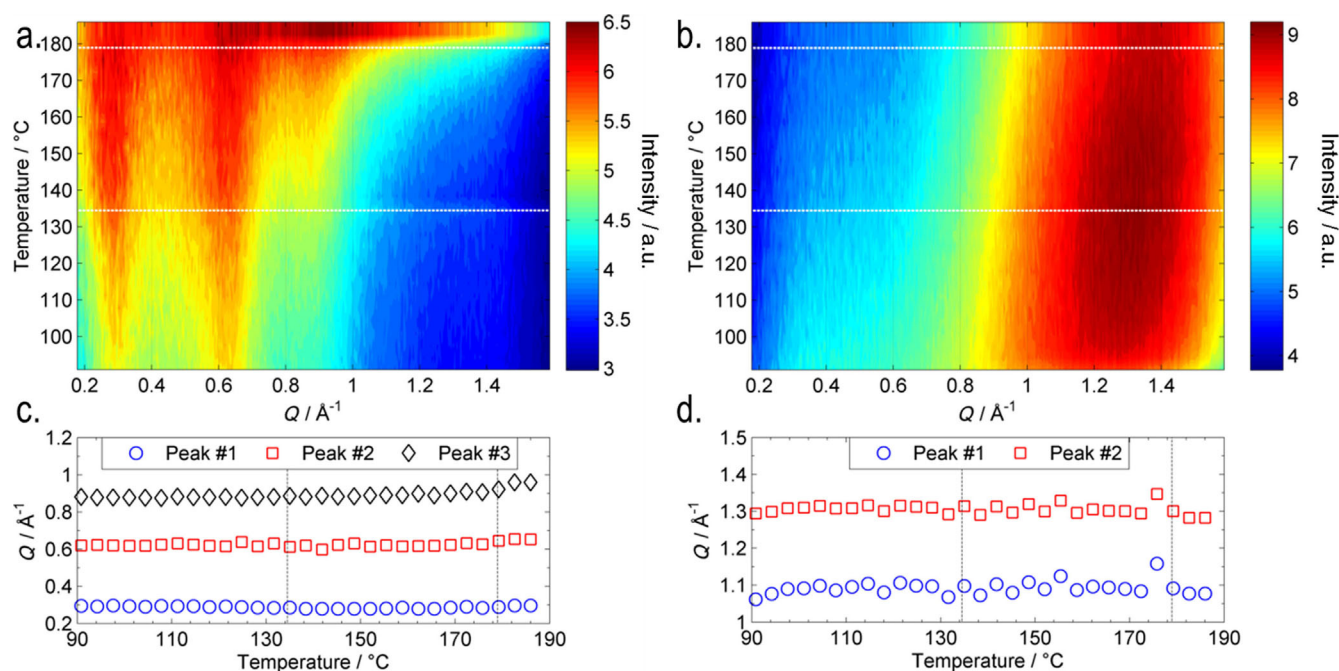 a.
180
170
160
150
140
130
120
110
100
Temperature / °C
0.2 0.4 0.6 0.8 1 1.2 1.4
Q / Å⁻¹
6.5
6
5.5
5
4.5
4
3.5
3
Intensity / a.u.
b.
180
170
160
150
140
130
120
110
100
Temperature / °C
0.2 0.4 0.6 0.8 1 1.2 1.4
Q / Å⁻¹
9
8
7
6
5
4
Intensity / a.u.
c.
Peak #1 Peak #2 Peak #3
1.2
1
0.8
0.6
0.4
0.2
Q / Å⁻¹
90 110 130 150 170 190
Temperature / °C
d.
Peak #1 Peak #2
1.5
1.4
1.3
1.2
1.1
1
Q / Å⁻¹
90 110 130 150 170 190
Temperature / °C